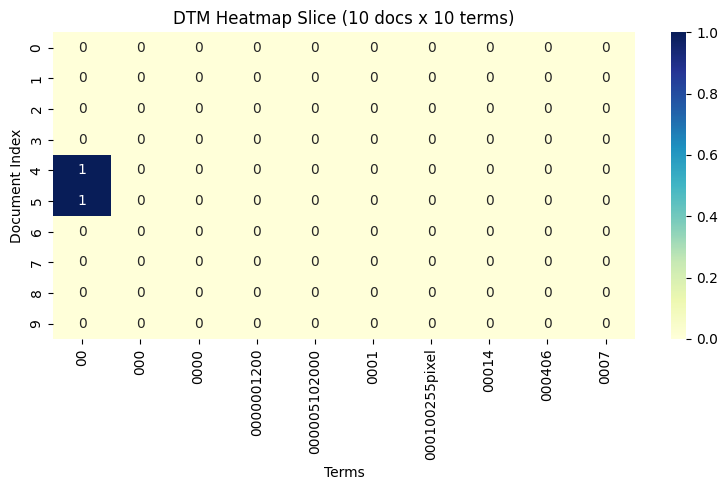 DTM Heatmap Slice (10 docs x 10 terms)
0 0 0 0 0 0 0 0 0 0 0
1 0 0 0 0 0 0 0 0 0 0
2 0 0 0 0 0 0 0 0 0 0
3 0 0 0 0 0 0 0 0 0 0
4 1 0 0 0 0 0 0 0 0 0
5 1 0 0 0 0 0 0 0 0 0
6 0 0 0 0 0 0 0 0 0 0
7 0 0 0 0 0 0 0 0 0 0
8 0 0 0 0 0 0 0 0 0 0
9 0 0 0 0 0 0 0 0 0 0
Document Index
00
000
0000
0000001200
000005102000
0001
000100255pixel
00014
000406
0007
Terms
1.0
0.8
0.6
0.4
0.2
0.0